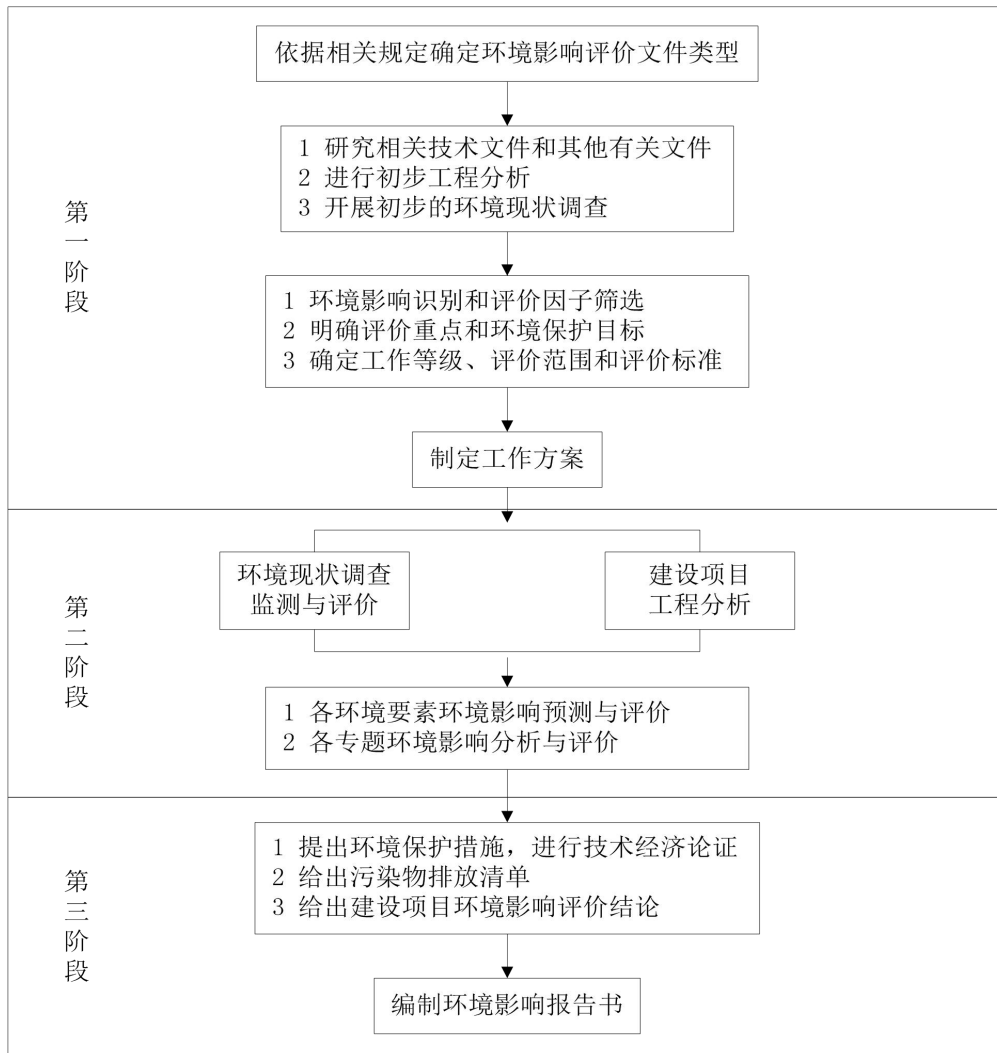 依据相关规定确定环境影响评价文件类型
1 研究相关技术文件和其他有关文件
2 进行初步工程分析
3 开展初步的环境现状调查
第一阶段
1 环境影响识别和评价因子筛选
2 明确评价重点和环境保护目标
3 确定工作等级、评价范围和评价标准
制定工作方案
环境现状调查
监测与评价
建设项目
工程分析
第二阶段
1 各环境要素环境影响预测与评价
2 各专题环境影响分析与评价
1 提出环境保护措施，进行技术经济论证
2 给出污染物排放清单
3 给出建设项目环境影响评价结论
第三阶段
编制环境影响报告书